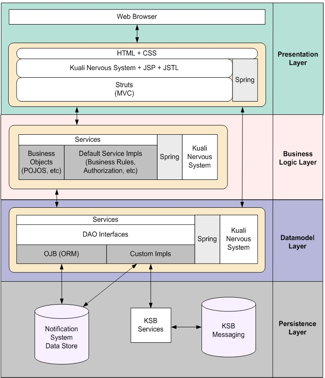 Web Browser
HTML + CSS
Kuali Nervous System + JSP + JSTL
Struts
(MVC)
Spring
Presentation
Layer
Services
Business
Objects
(POJOS, etc)
Default Service Impls
(Business Rules,
Authorization, etc)
Spring
Kuali
Nervous
System
Business
Logic Layer
Services
DAO Interfaces
OJB (ORM)
Custom Impls
Spring
Kuali
Nervous
System
Datamodel
Layer
Notification
System
Data Store
KSB
Services
KSB
Messaging
Persistence
Layer